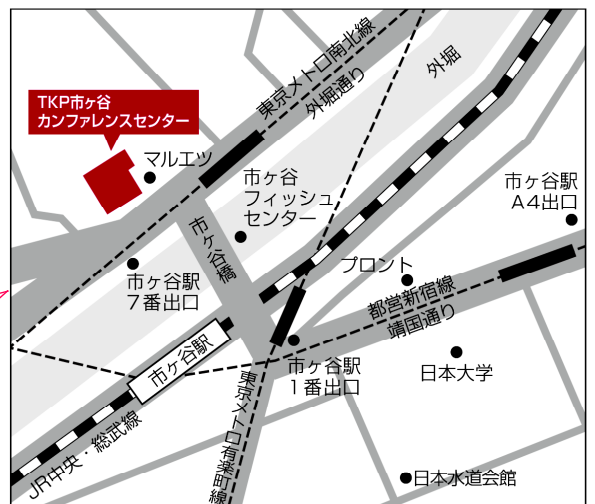 東京メトロ南北線
外堀通り
外堀
TKP市ヶ谷
カンファレンスセンター
マルエツ
市ヶ谷
フィッシュ
センター
市ヶ谷駅
A4出口
市ヶ谷橋
市ヶ谷駅
7番出口
プロント
都営新宿線
靖国通り
市ヶ谷駅
市ヶ谷駅
1番出口
日本大学
東京メトロ有楽町線
JR中央・総武線
日本水道会館